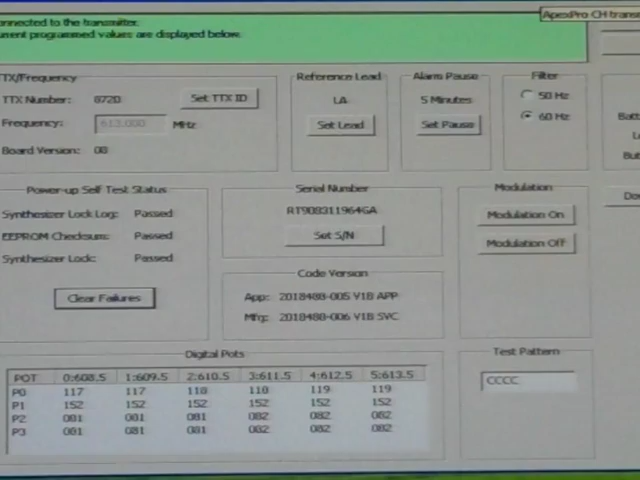 onnected to the transmitter.
urrent programmed values are displayed below.
ApexPro CH trans
TTX/Frequency
TTX Number: 872D
Set TTX ID
Frequency: 613.000 MHz
Board Version: 08
Reference Lead
LA
Set Lead
Alarm Pause
5 Minutes
Set Pause
Filter
50 Hz
60 Hz
Batt
Power-up Self Test Status
Synthesizer Lock Log: Passed
EEPROM Checksum: Passed
Synthesizer Lock: Passed
Clear Failures
Serial Number
RT908311964GA
Set S/N
Code Version
App: 2018488-005 V1B APP
Mfg: 2018488-006 V1B SVC
Modulation
Modulation On
Modulation Off
Digital Pots
POT 0:608.5 1:609.5 2:610.5 3:611.5 4:612.5 5:613.5
P0 117 117 118 118 119 119
P1 152 152 152 152 152 152
P2 081 081 081 082 082 082
P3 081 081 081 082 082 082
Test Pattern
CCCC